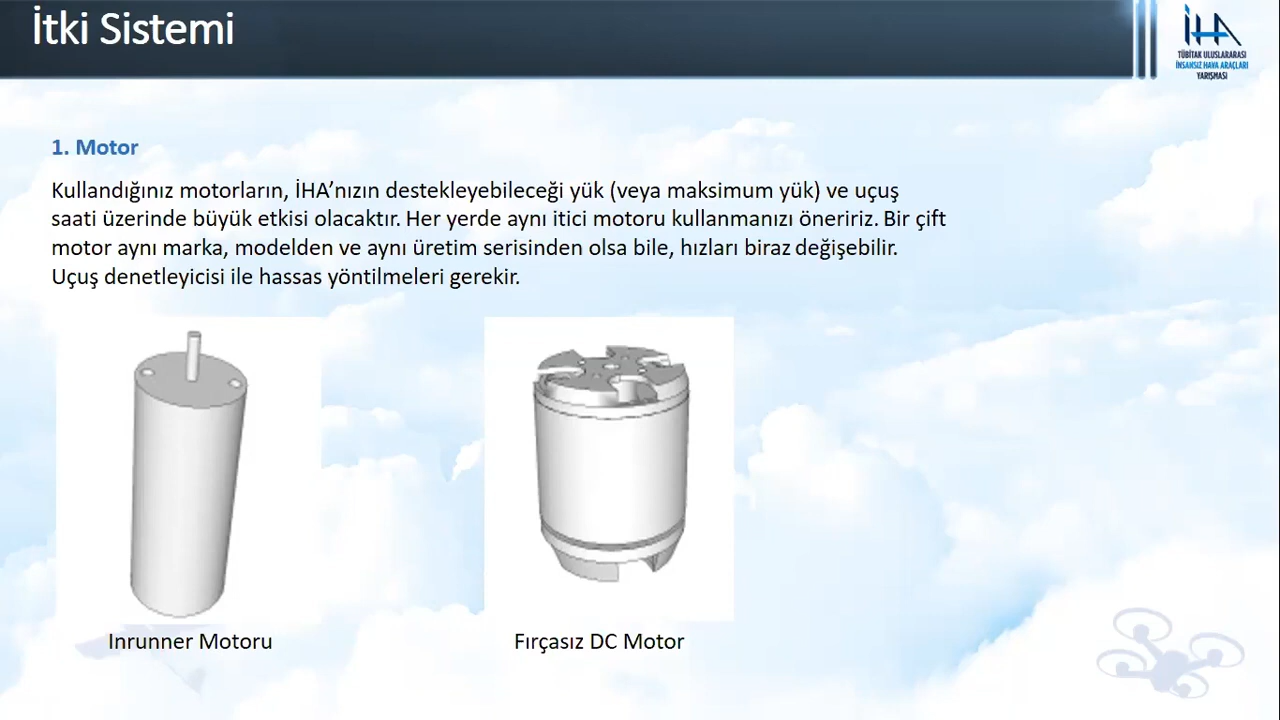 İtki Sistemi
İHA
TÜBİTAK ULUSLARARASI
İNSANSIZ HAVA ARAÇLARI
YARIŞMASI
1. Motor
Kullandığınız motorların, İHA’nızın destekleyebileceği yük (veya maksimum yük) ve uçuş
saati üzerinde büyük etkisi olacaktır. Her yerde aynı itici motoru kullanmanızı öneririz. Bir çift
motor aynı marka, modelden ve aynı üretim serisinden olsa bile, hızları biraz değişebilir.
Uçuş denetleyicisi ile hassas yöntilmeleri gerekir.
Inrunner Motoru
Fırçasız DC Motor